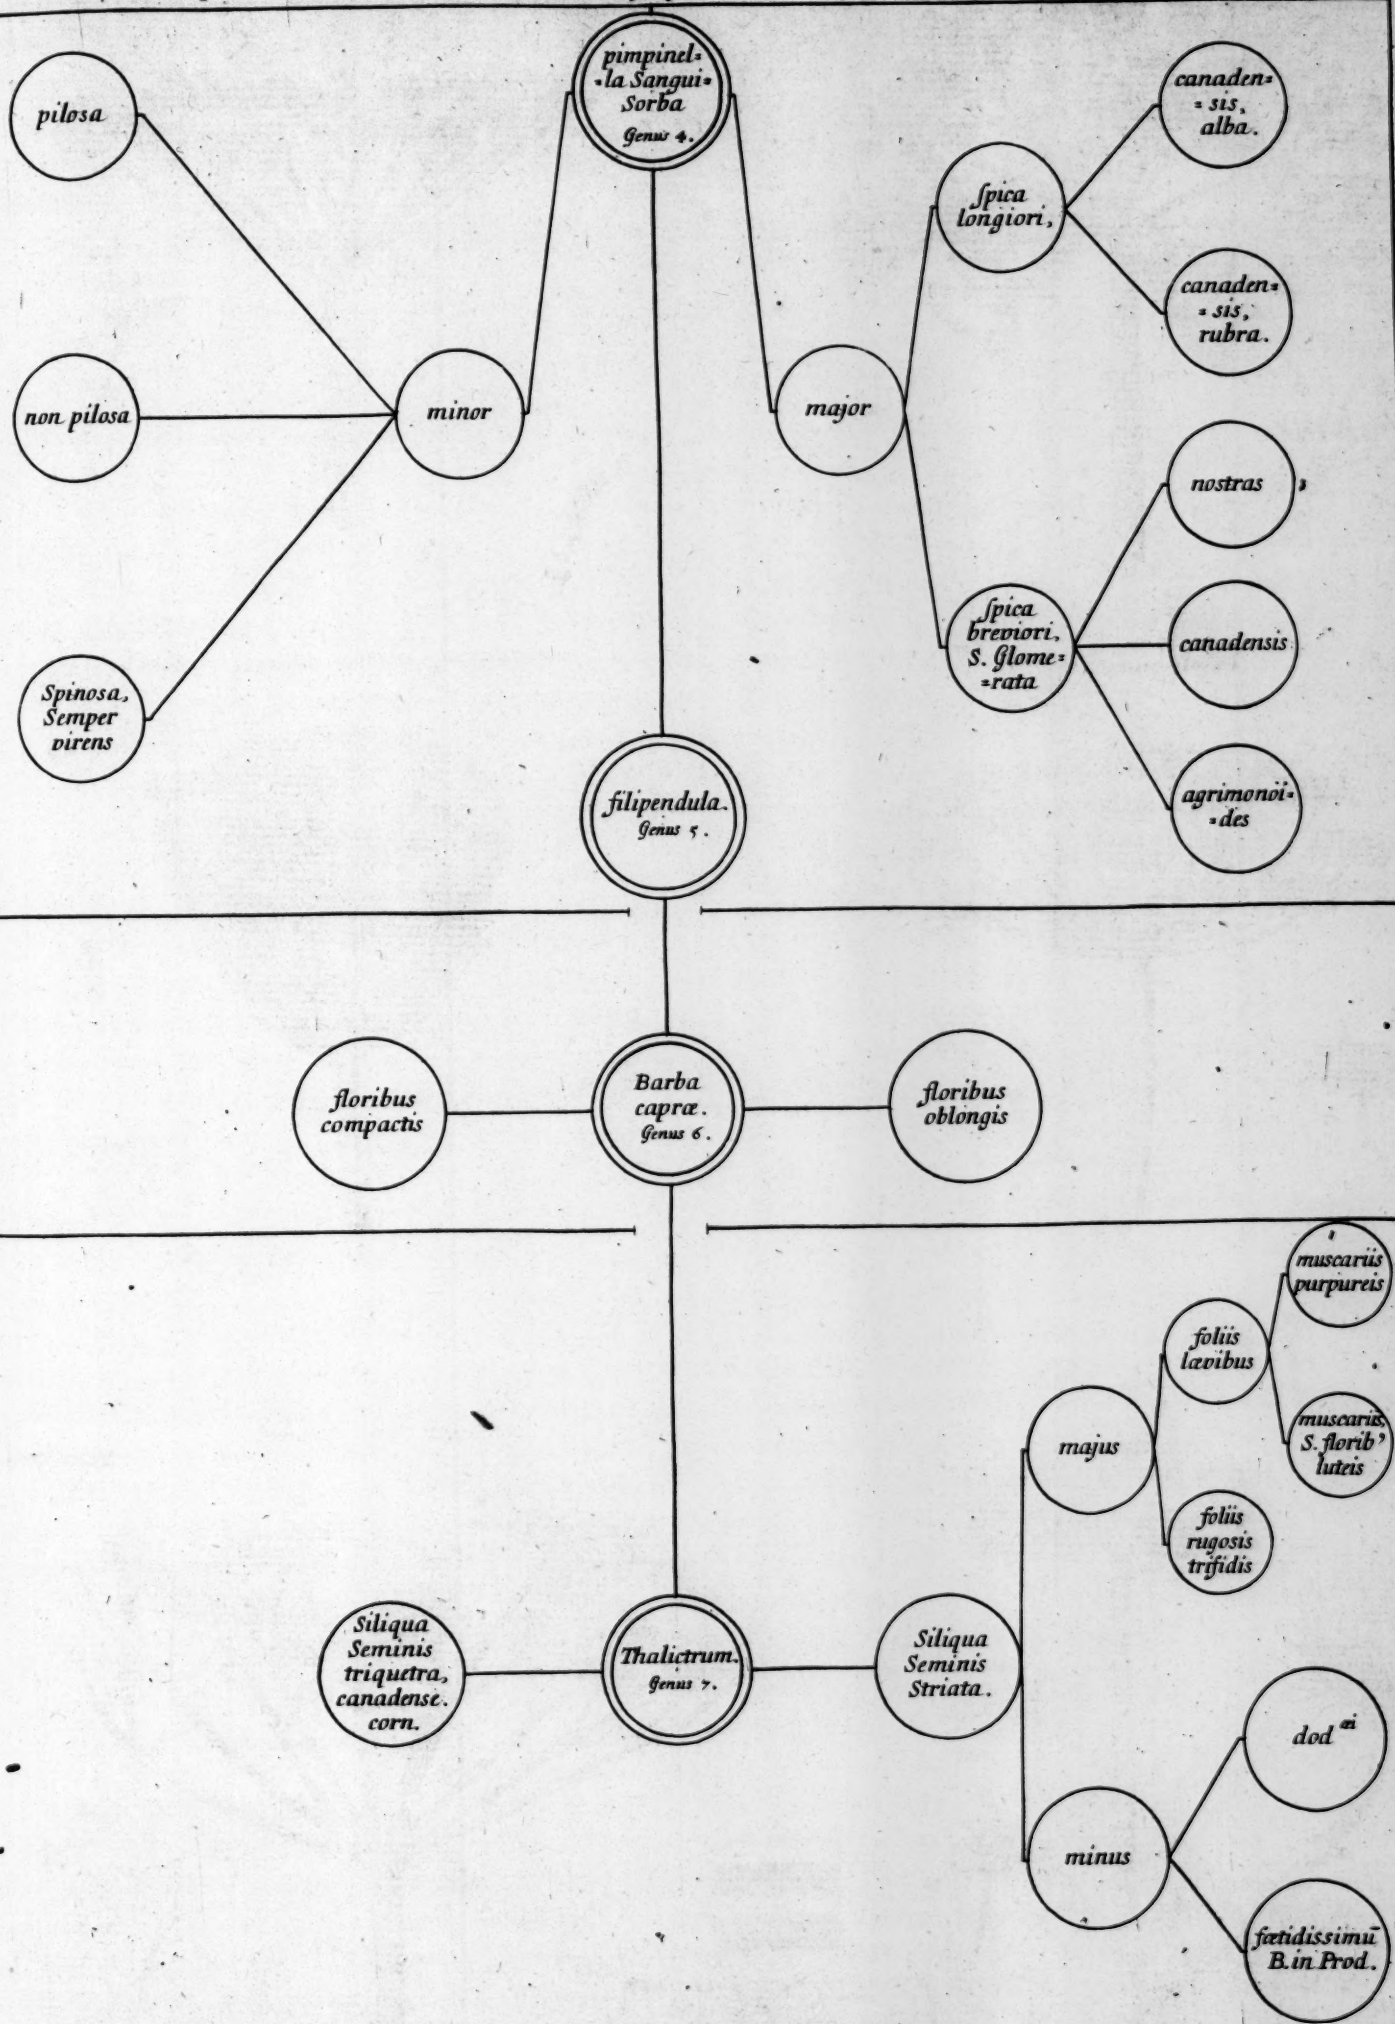 pimpinel=
=la Sangui=
Sorba
Genus 4.
pilosa
non pilosa
Spinosa,
Semper
virens
minor
major
ſpica
longiori,
canaden=
=sis,
alba.
canaden=
=sis,
rubra.
ſpica
breviori,
S. Glome=
=rata
nostras
canadensis
agrimonöi=
=des
filipendula.
Genus 5.
floribus
compactis
Barba
capræ.
Genus 6.
floribus
oblongis
Siliqua
Seminis
triquetra,
canadense.
corn.
Thalictrum.
Genus 7.
Siliqua
Seminis
Striata.
majus
foliis
lævibus
muscariis
purpureis
muscariis,
S. florib'
luteis
foliis
rugosis
trifidis
minus
dod æi
fœtidissimū
B. in Prod.